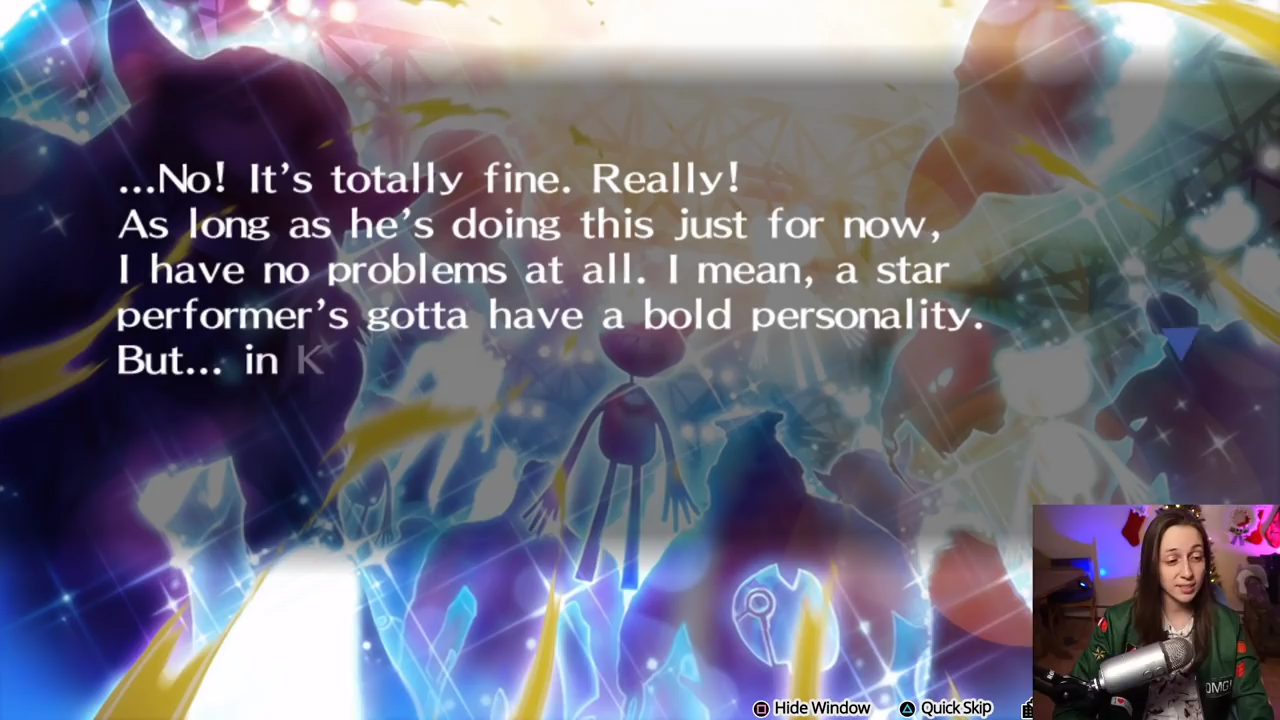 ...No! It's totally fine. Really!
As long as he's doing this just for now,
I have no problems at all. I mean, a star
performer's gotta have a bold personality.
But... in K
Hide Window
Quick Skip
OMG!